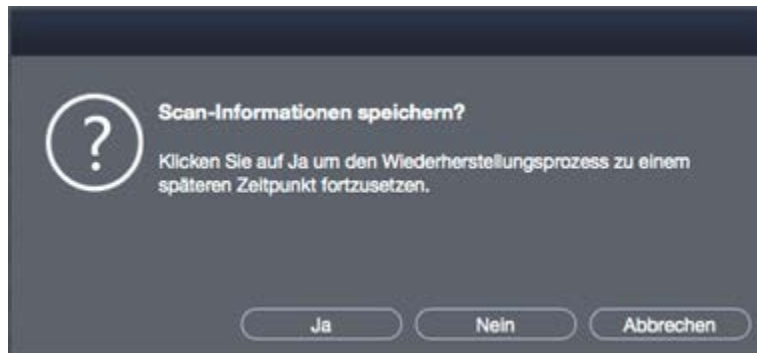 ?
Scan-Informationen speichern?
Klicken Sie auf Ja um den Wiederherstellungsprozess zu einem
späteren Zeitpunkt fortzusetzen.
Ja Nein Abbrechen